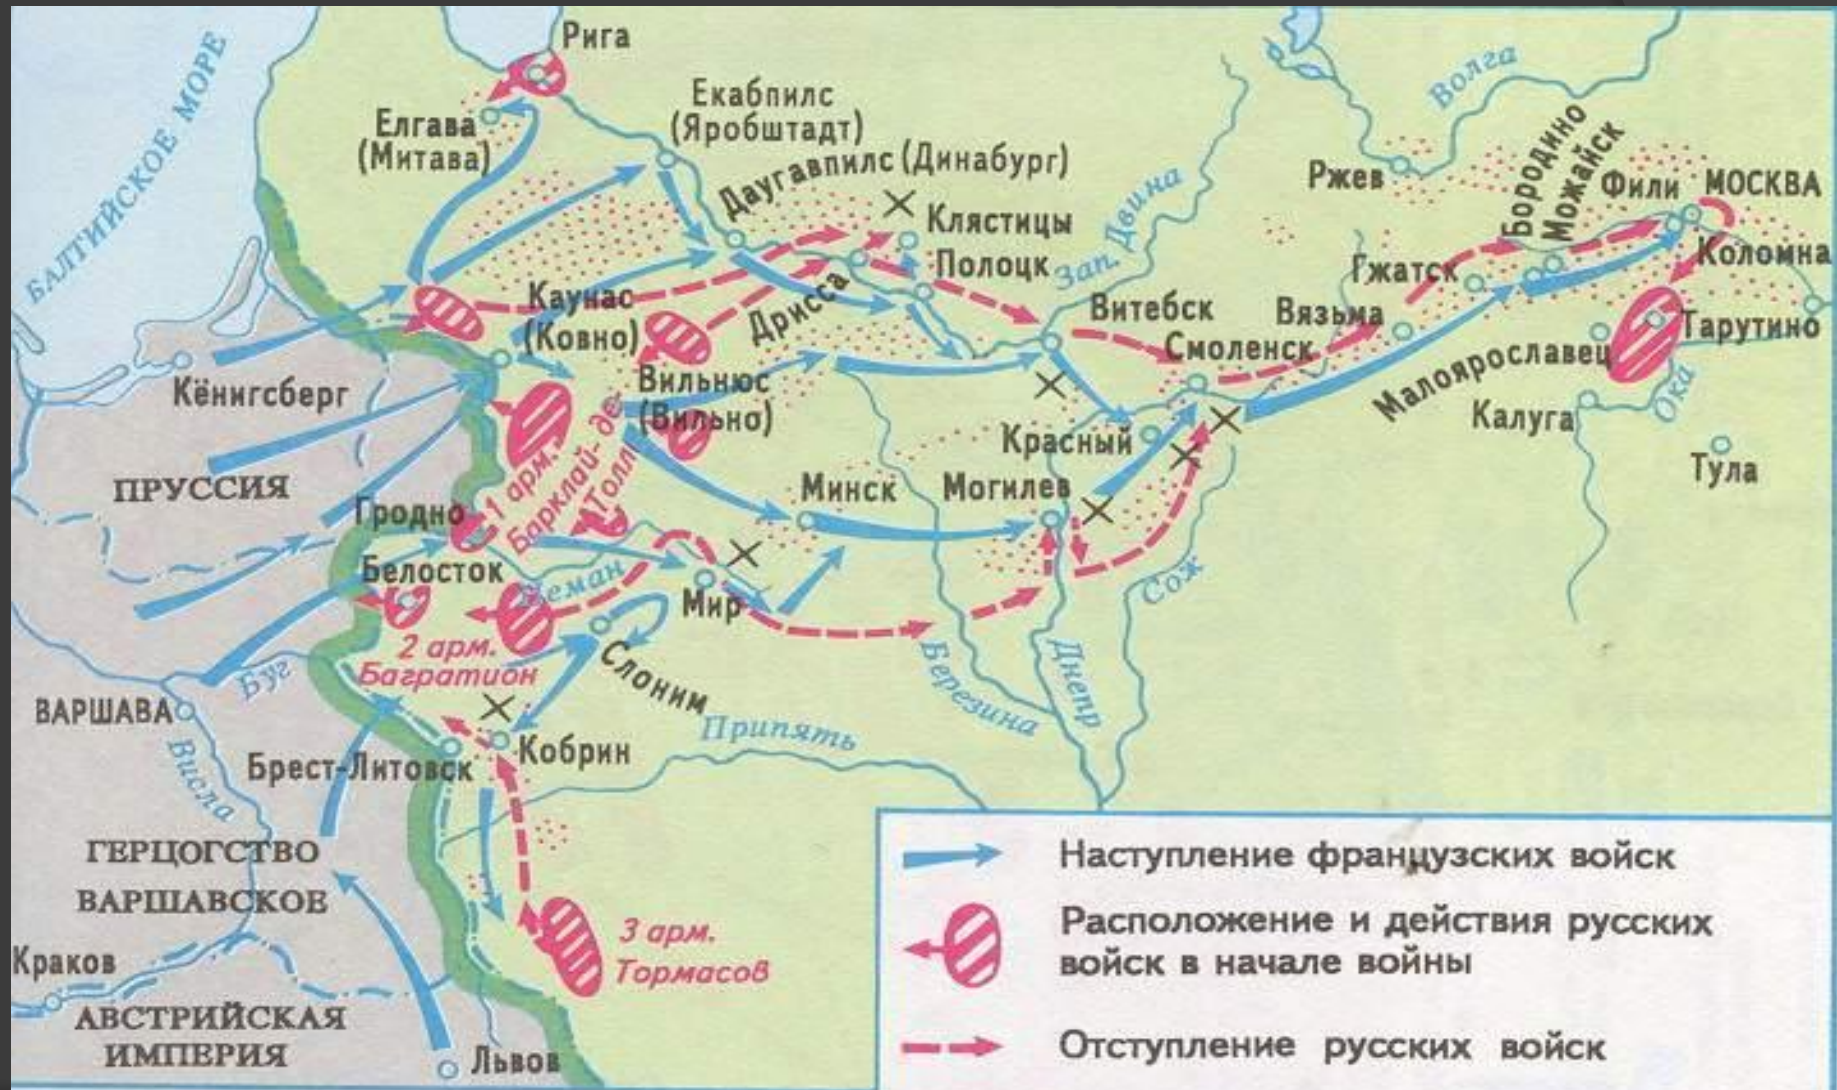 Рига
БАЛТИЙСКОЕ МОРЕ
Елгава
(Митава)
Екабпилс
(Яробштадт)
Даугавпилс (Динабург)
Клястицы
Полоцк
Зап. Двина
Волга
Ржев
Бородино
Можайск
Фили
МОСКВА
Коломна
Гжатск
Вязьма
Тарутино
Малоярославец
Калуга
Ока
Тула
Каунас
(Ковно)
Дрисса
Витебск
Смоленск
Кёнигсберг
Вильнюс
(Вильно)
Красный
ПРУССИЯ
1 арм.
Барклай-де-
Толли
Гродно
Минск
Могилев
Белосток
Неман
Мир
Сож
2 арм.
Багратион
Слоним
Березина
Днепр
Буг
ВАРШАВА
Висла
Припять
Брест-Литовск
Кобрин
ГЕРЦОГСТВО
ВАРШАВСКОЕ
3 арм.
Тормасов
Краков
АВСТРИЙСКАЯ
ИМПЕРИЯ
Львов
Наступление французских войск
Расположение и действия русских
войск в начале войны
Отступление русских войск